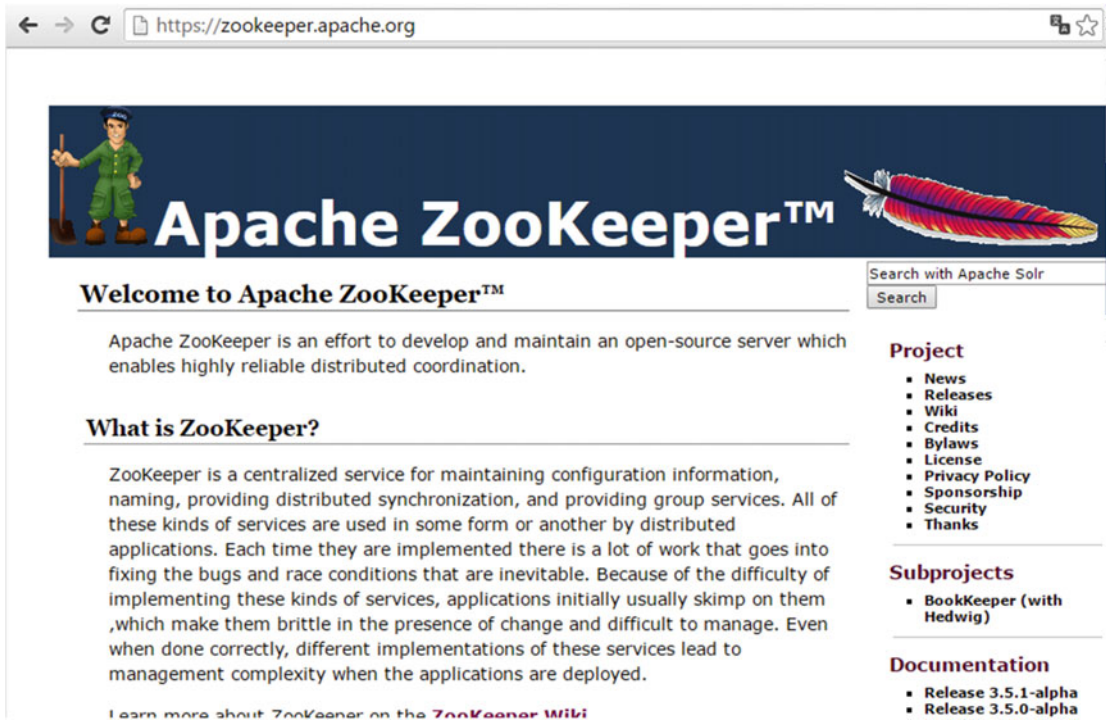 https://zookeeper.apache.org
Apache ZooKeeper™
Search with Apache Solr
Search
Welcome to Apache ZooKeeper™
Apache ZooKeeper is an effort to develop and maintain an open-source server which
enables highly reliable distributed coordination.
What is ZooKeeper?
ZooKeeper is a centralized service for maintaining configuration information,
naming, providing distributed synchronization, and providing group services. All of
these kinds of services are used in some form or another by distributed
applications. Each time they are implemented there is a lot of work that goes into
fixing the bugs and race conditions that are inevitable. Because of the difficulty of
implementing these kinds of services, applications initially usually skimp on them
,which make them brittle in the presence of change and difficult to manage. Even
when done correctly, different implementations of these services lead to
management complexity when the applications are deployed.
Learn more about ZooKeeper on the ZooKeeper Wiki
Project
News
Releases
Wiki
Credits
Bylaws
License
Privacy Policy
Sponsorship
Security
Thanks
Subprojects
BookKeeper (with
Hedwig)
Documentation
Release 3.5.1-alpha
Release 3.5.0-alpha